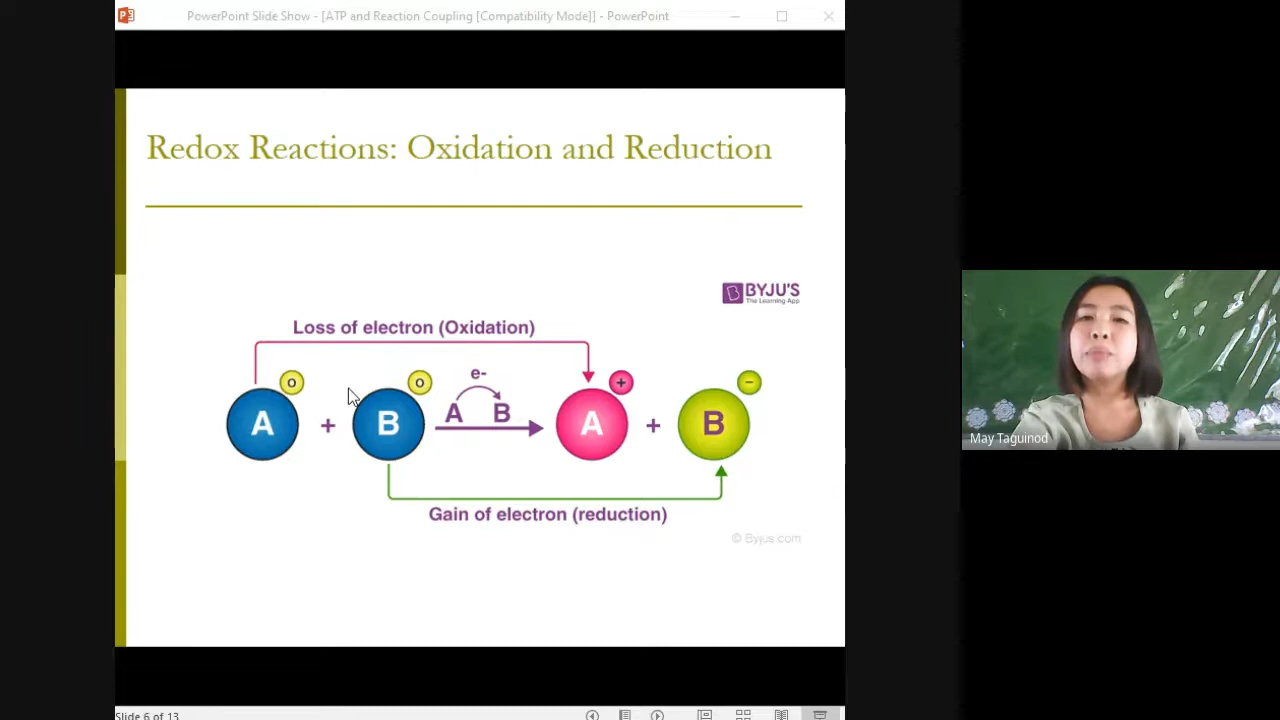 PowerPoint Slide Show - [ATP and Reaction Coupling [Compatibility Mode]] - PowerPoint
Redox Reactions: Oxidation and Reduction
BYJU'S
The Learning App
Loss of electron (Oxidation)
e-
o o A B + −
A + B A + B
Gain of electron (reduction)
© Byjus.com
May Taguinod
Slide 6 of 13